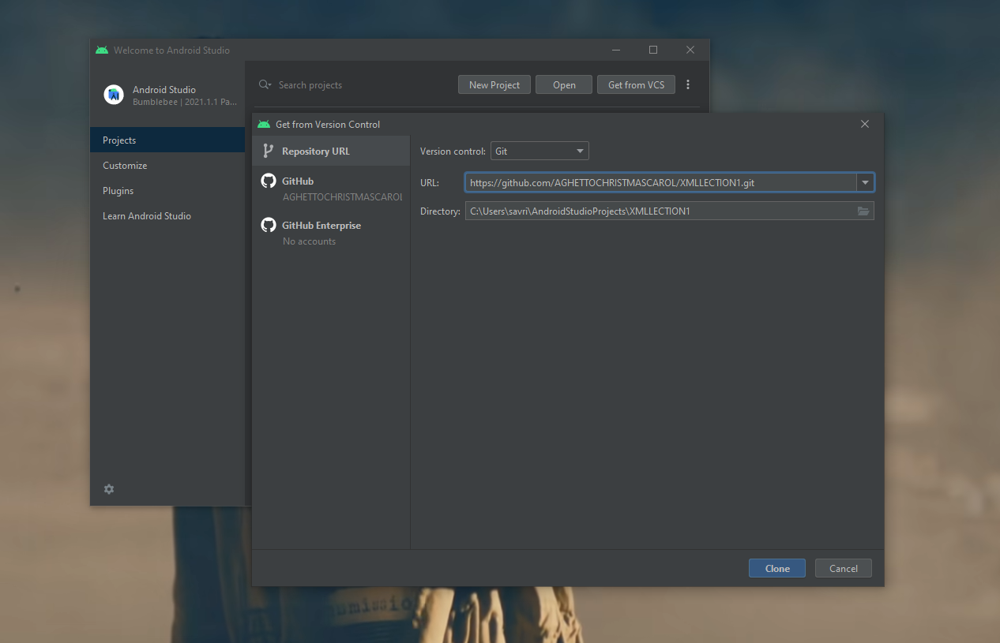 Welcome to Android Studio
Android Studio
Bumblebee | 2021.1.1 Pa...
Search projects
New Project
Open
Get from VCS
Projects
Customize
Plugins
Learn Android Studio
Get from Version Control
Repository URL
GitHub
AGHETTOCHRISTMASCAROL
GitHub Enterprise
No accounts
Version control: Git
URL: https://github.com/AGHETTOCHRISTMASCAROL/XMLLECTION1.git
Directory: C:\Users\savri\AndroidStudioProjects\XMLLECTION1
Clone
Cancel